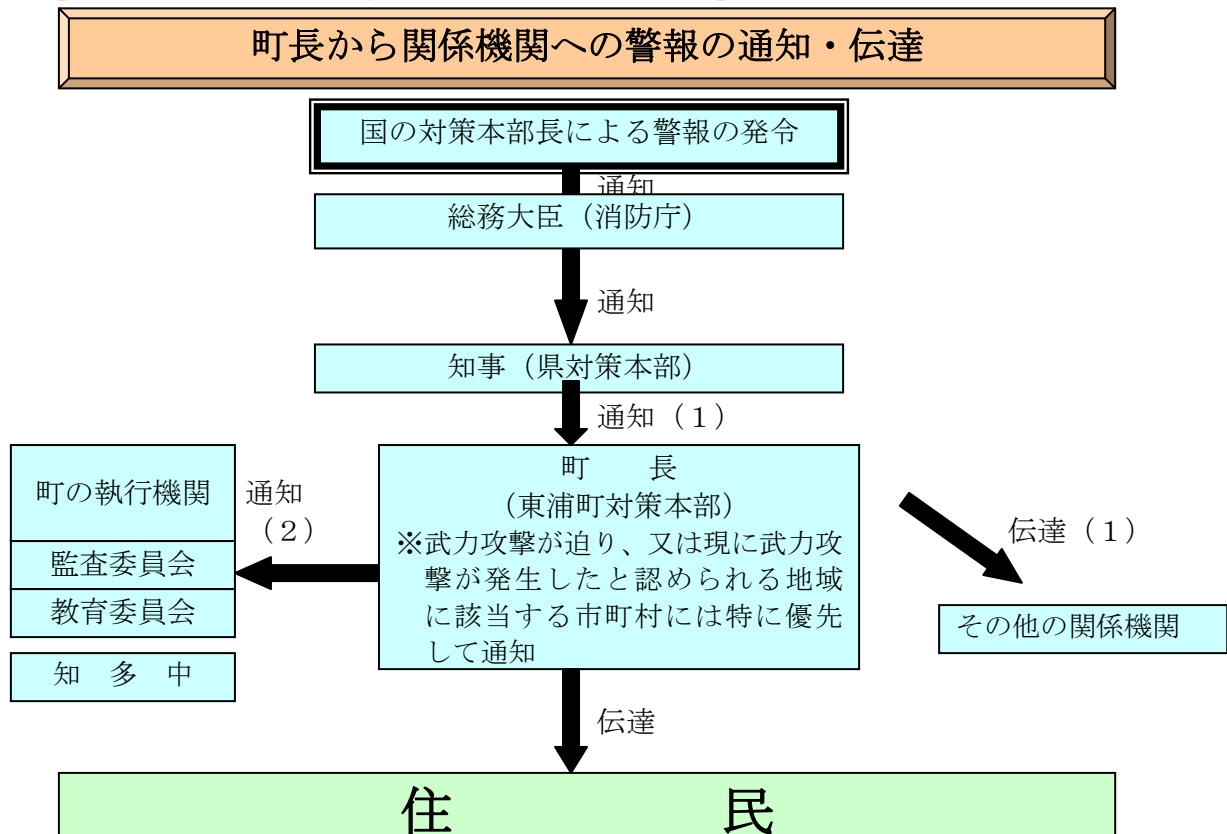 町長から関係機関への警報の通知・伝達
国の対策本部長による警報の発令
通知
総務大臣（消防庁）
通知
知事（県対策本部）
通知（１）
町の執行機関
監査委員会
教育委員会
知　多　中
通知
（２）
町　　長
（東浦町対策本部）
※武力攻撃が迫り、又は現に武力攻
撃が発生したと認められる地域
に該当する市町村には特に優先
して通知
伝達（１）
その他の関係機関
伝達
住　　　　民